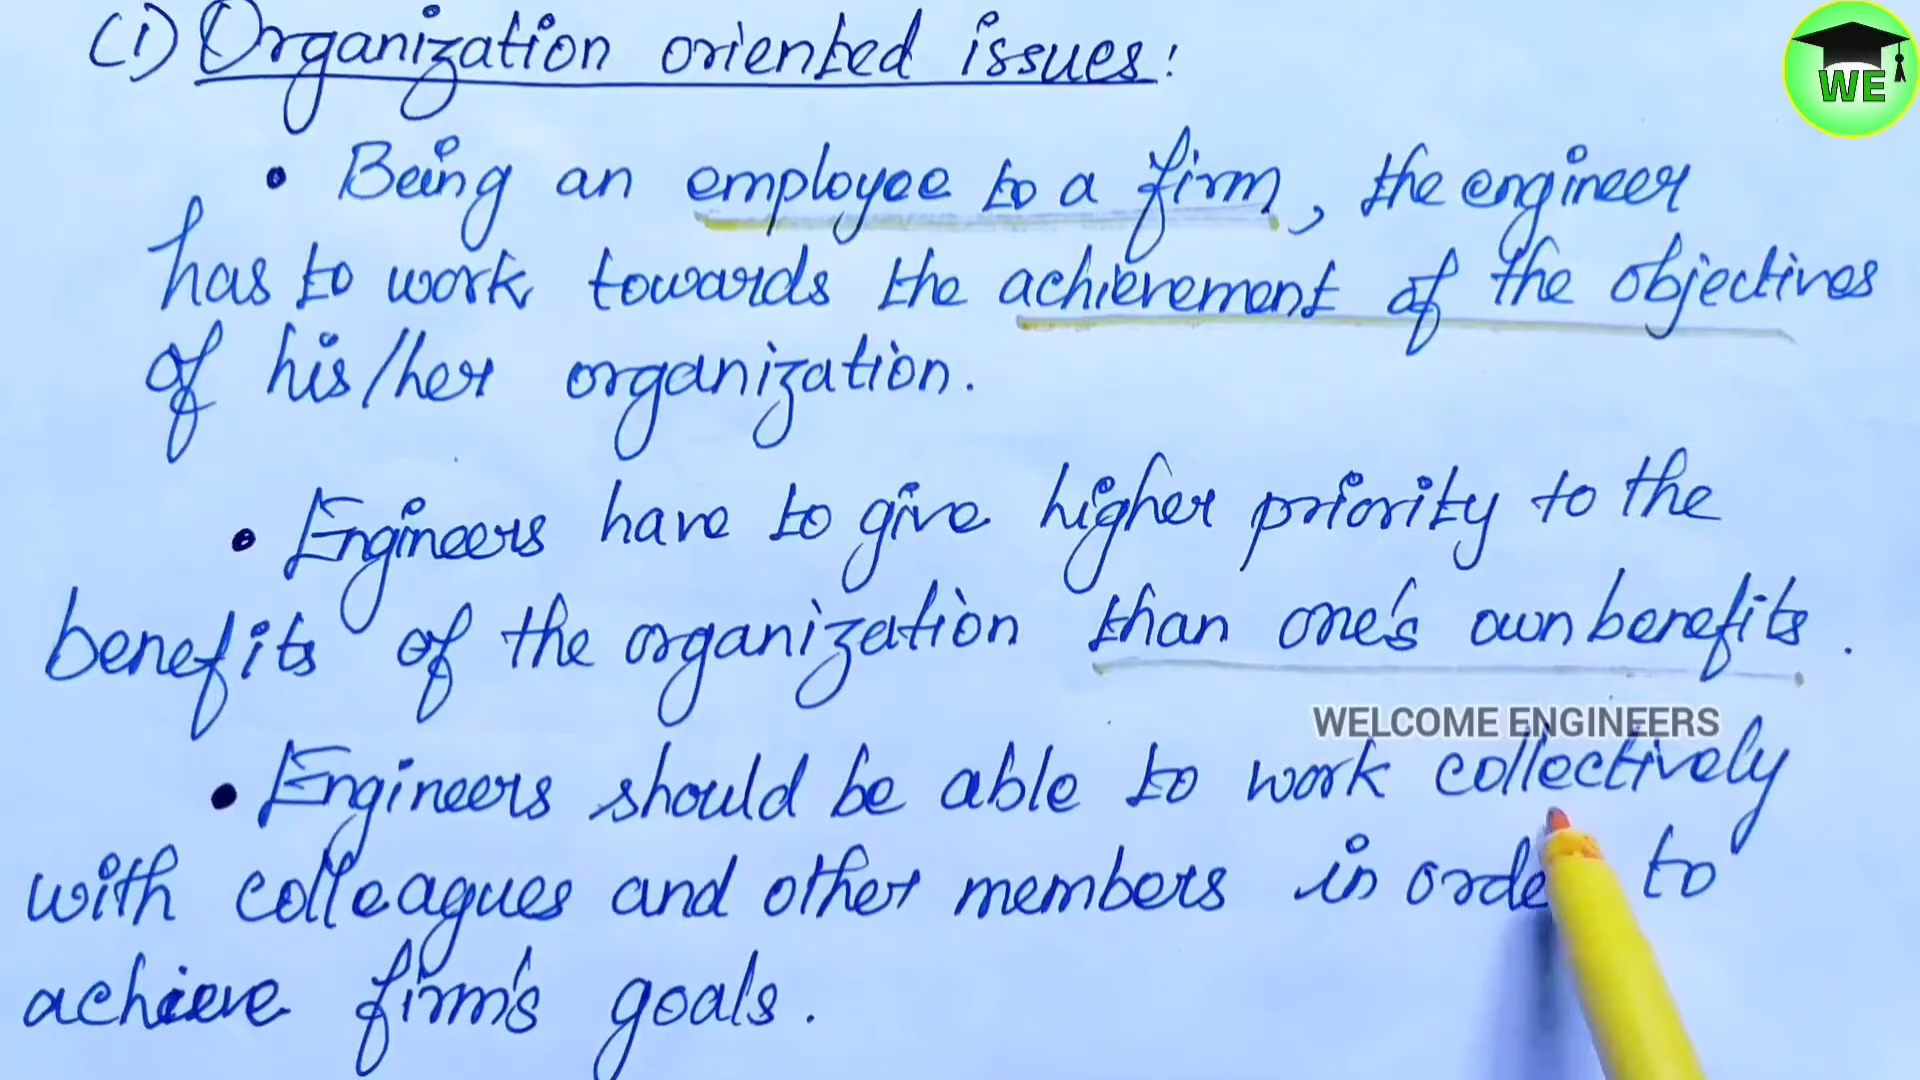 (i) Organization oriented issues:
WE
• Being an employee to a firm, the engineer
has to work towards the achievement of the objectives
of his/her organization.
• Engineers have to give higher priority to the
benefits of the organization than one's own benefits.
WELCOME ENGINEERS
• Engineers should be able to work collectively
with colleagues and other members in orde to
achieve firm's goals.